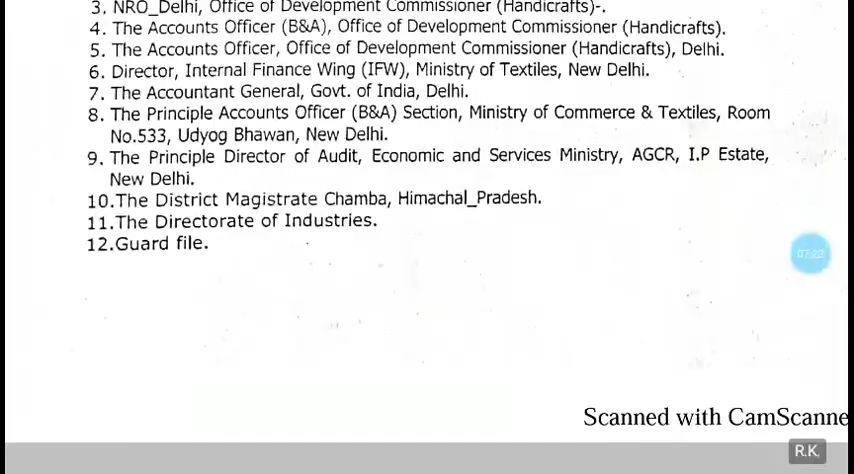 3. NRO_Delhi, Office of Development Commissioner (Handicrafts)-.
4. The Accounts Officer (B&A), Office of Development Commissioner (Handicrafts).
5. The Accounts Officer, Office of Development Commissioner (Handicrafts), Delhi.
6. Director, Internal Finance Wing (IFW), Ministry of Textiles, New Delhi.
7. The Accountant General, Govt. of India, Delhi.
8. The Principle Accounts Officer (B&A) Section, Ministry of Commerce & Textiles, Room
No.533, Udyog Bhawan, New Delhi.
9. The Principle Director of Audit, Economic and Services Ministry, AGCR, I.P Estate,
New Delhi.
10.The District Magistrate Chamba, Himachal_Pradesh.
11.The Directorate of Industries.
12.Guard file.
07:20
Scanned with CamScanne
R.K.